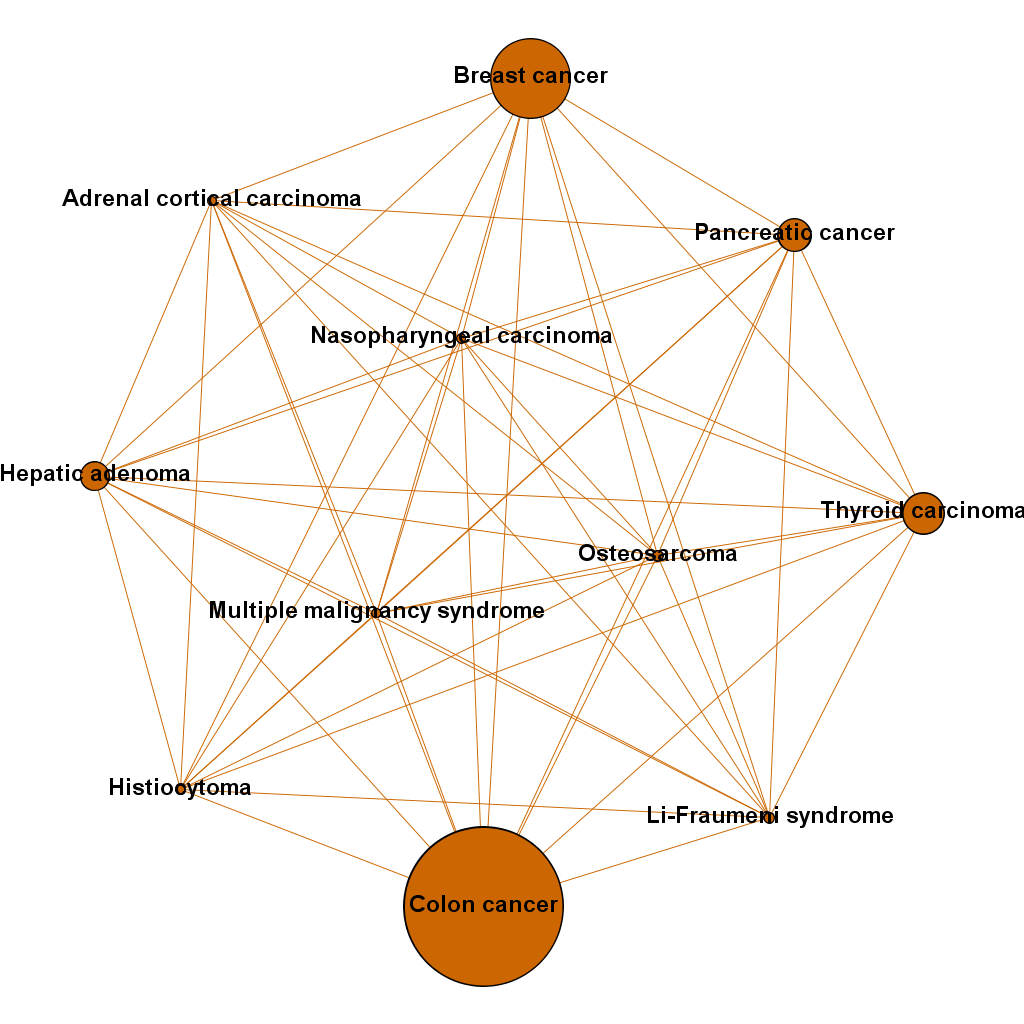 Breast cancer
Adrenal cortical carcinoma
Pancreatic cancer
Nasopharyngeal carcinoma
Hepatic adenoma
Thyroid carcinoma
Osteosarcoma
Multiple malignancy syndrome
Histiocytoma
Li-Fraumeni syndrome
Colon cancer